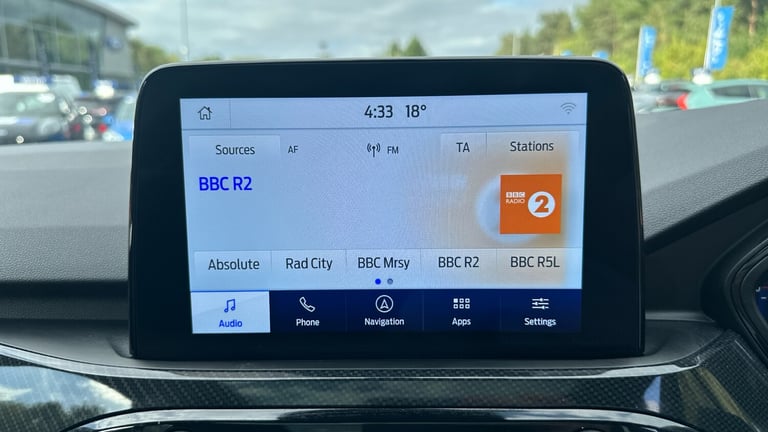 4:33 18°
Sources AF FM TA Stations
BBC R2
BBC
RADIO 2
Absolute Rad City BBC Mrsy BBC R2 BBC R5L
Audio Phone Navigation Apps Settings